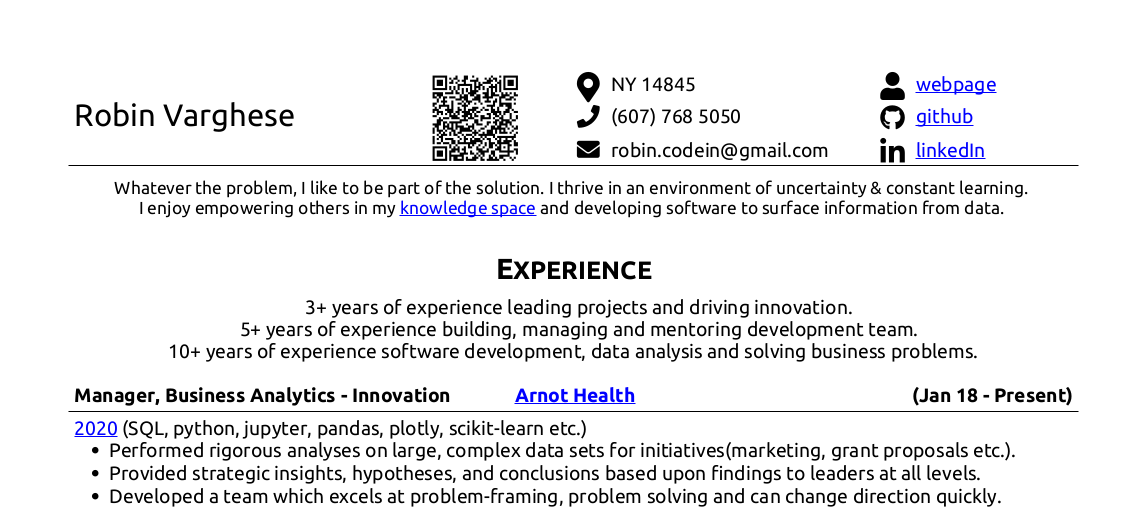 Robin Varghese
NY 14845
(607) 768 5050
robin.codein@gmail.com
webpage
github
linkedIn
Whatever the problem, I like to be part of the solution. I thrive in an environment of uncertainty & constant learning.
I enjoy empowering others in my knowledge space and developing software to surface information from data.
EXPERIENCE
3+ years of experience leading projects and driving innovation.
5+ years of experience building, managing and mentoring development team.
10+ years of experience software development, data analysis and solving business problems.
Manager, Business Analytics - Innovation Arnot Health (Jan 18 - Present)
2020 (SQL, python, jupyter, pandas, plotly, scikit-learn etc.)
• Performed rigorous analyses on large, complex data sets for initiatives(marketing, grant proposals etc.).
• Provided strategic insights, hypotheses, and conclusions based upon findings to leaders at all levels.
• Developed a team which excels at problem-framing, problem solving and can change direction quickly.